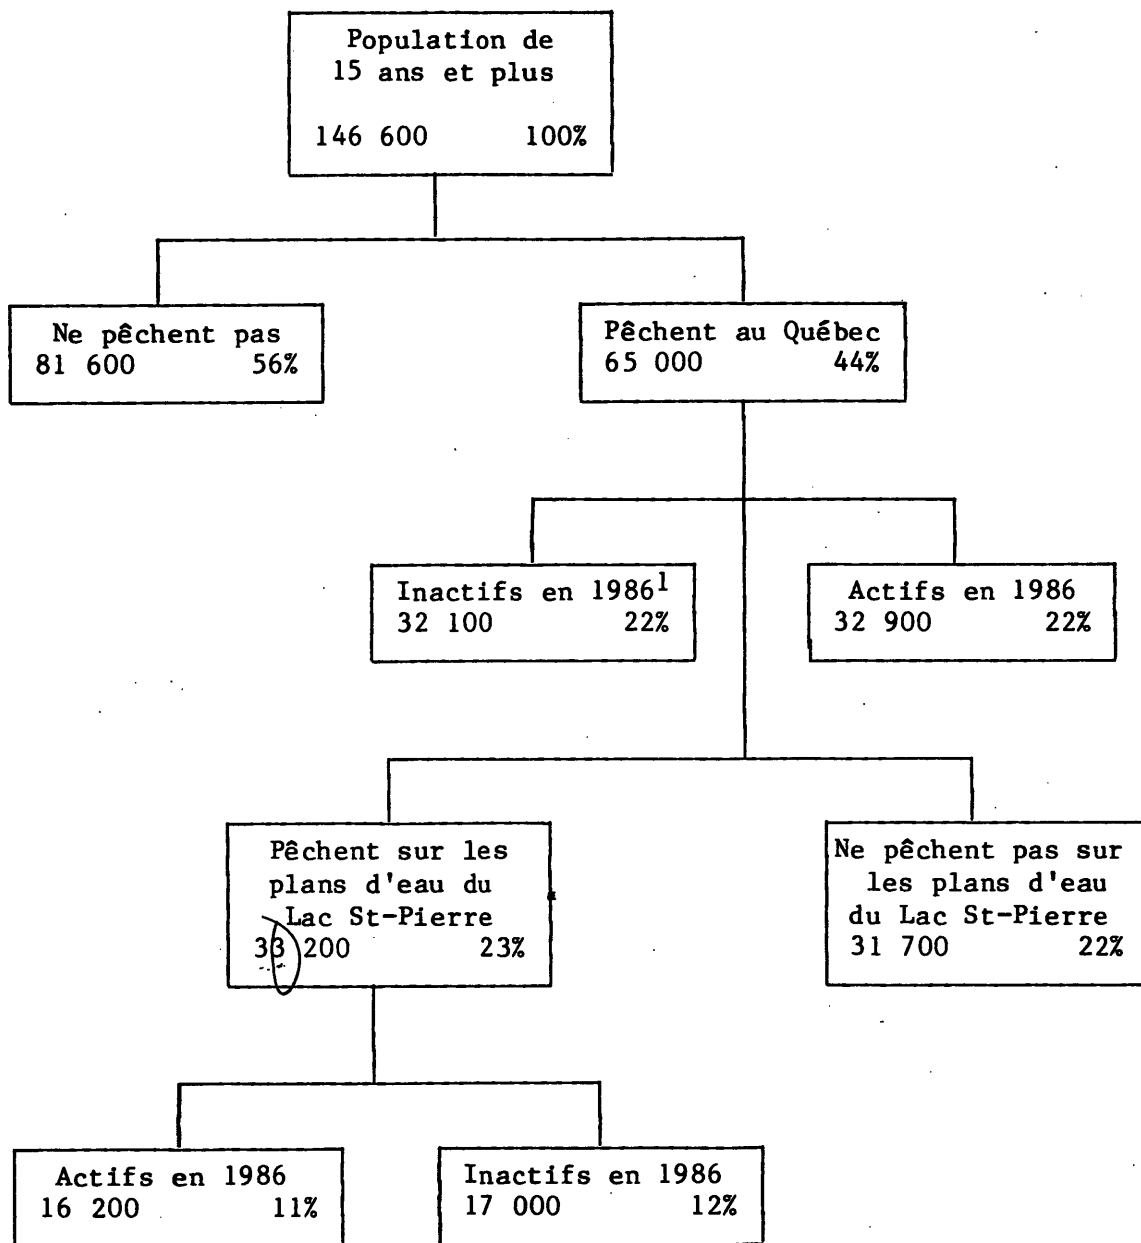 Population de
15 ans et plus
146 600 100%
Ne pêchent pas
81 600 56%
Pêchent au Québec
65 000 44%
Inactifs en 1986¹
32 100 22%
Actifs en 1986
32 900 22%
Pêchent sur les
plans d'eau du
Lac St-Pierre
33 200 23%
Ne pêchent pas sur
les plans d'eau
du Lac St-Pierre
31 700 22%
Actifs en 1986
16 200 11%
Inactifs en 1986
17 000 12%